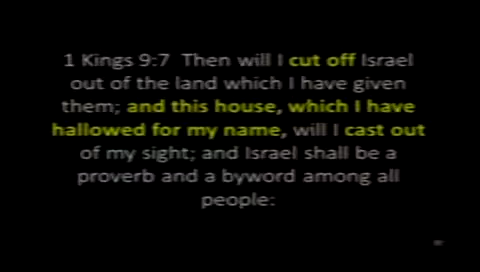 1 Kings 9:7  Then will I cut off Israel
out of the land which I have given
them; and this house, which I have
hallowed for my name, will I cast out
of my sight; and Israel shall be a
proverb and a byword among all
people: